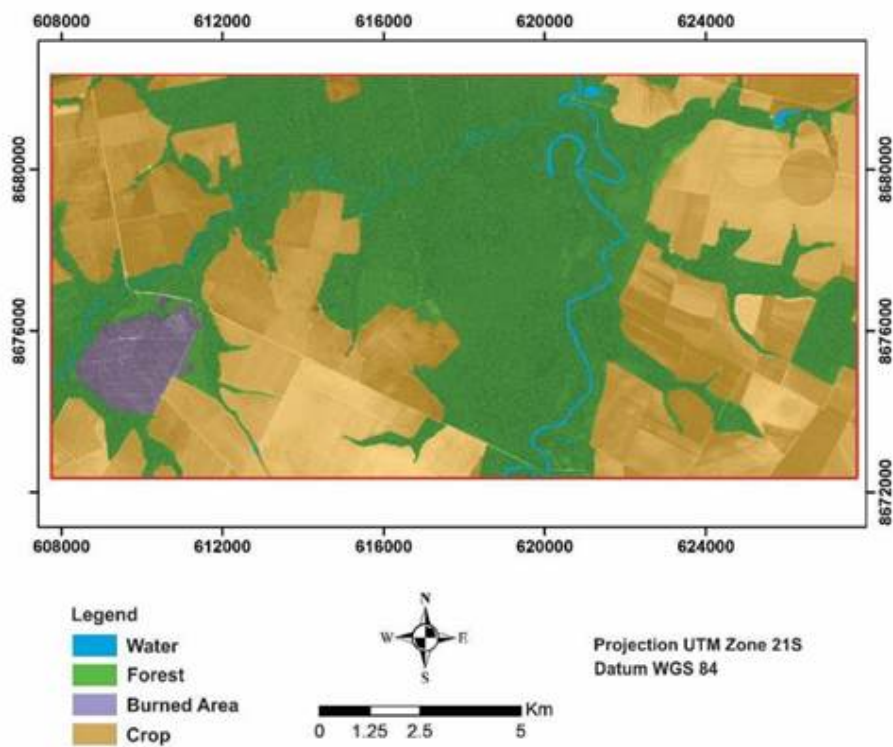 608000 612000 616000 620000 624000
8680000 8680000
8676000 8676000
8672000 8672000
608000 612000 616000 620000 624000
Legend
Water
Forest
Burned Area
Crop
N
W E
S
0 1.25 2.5 5 Km
Projection UTM Zone 21S
Datum WGS 84